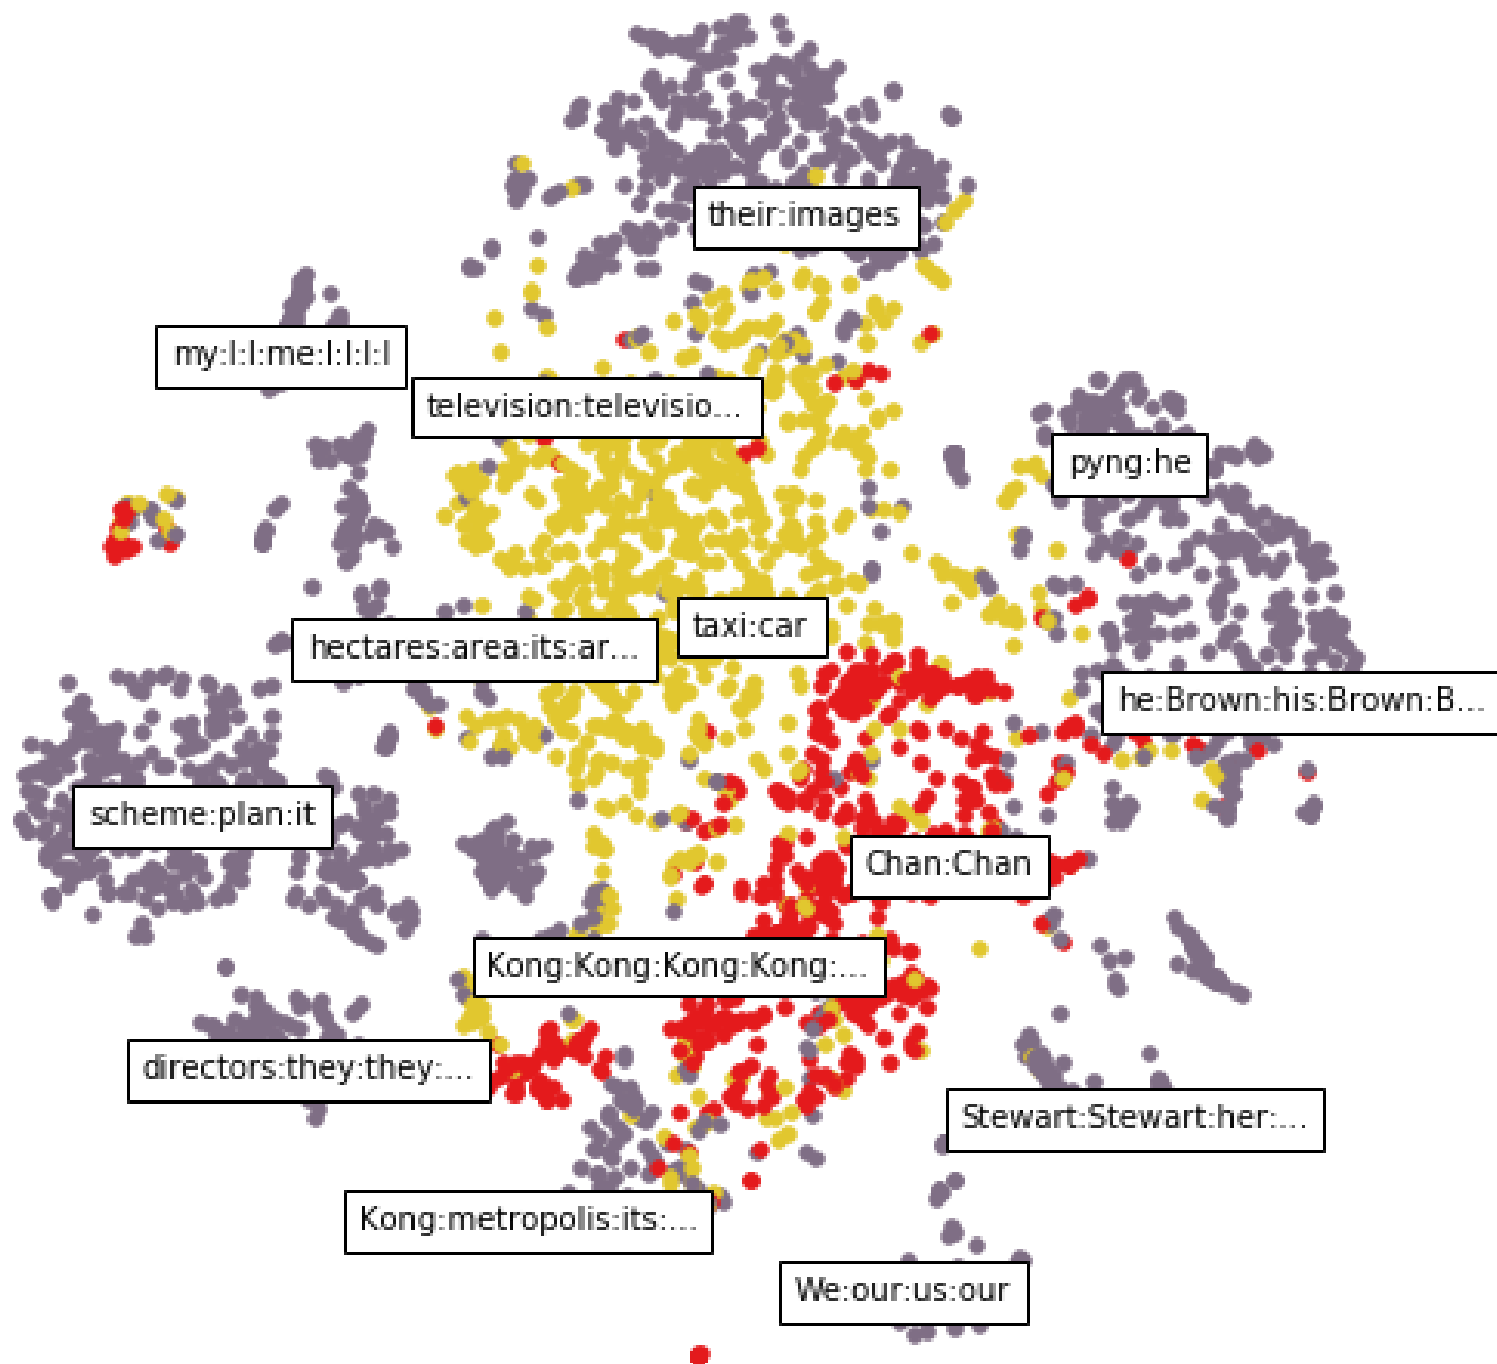 their:images
my:I:I:me:I:I:I:I
television:televisio...
pyng:he
taxi:car
hectares:area:its:ar...
he:Brown:his:Brown:B...
scheme:plan:it
Chan:Chan
Kong:Kong:Kong:Kong:...
directors:they:they:...
Stewart:Stewart:her:...
Kong:metropolis:its:...
We:our:us:our